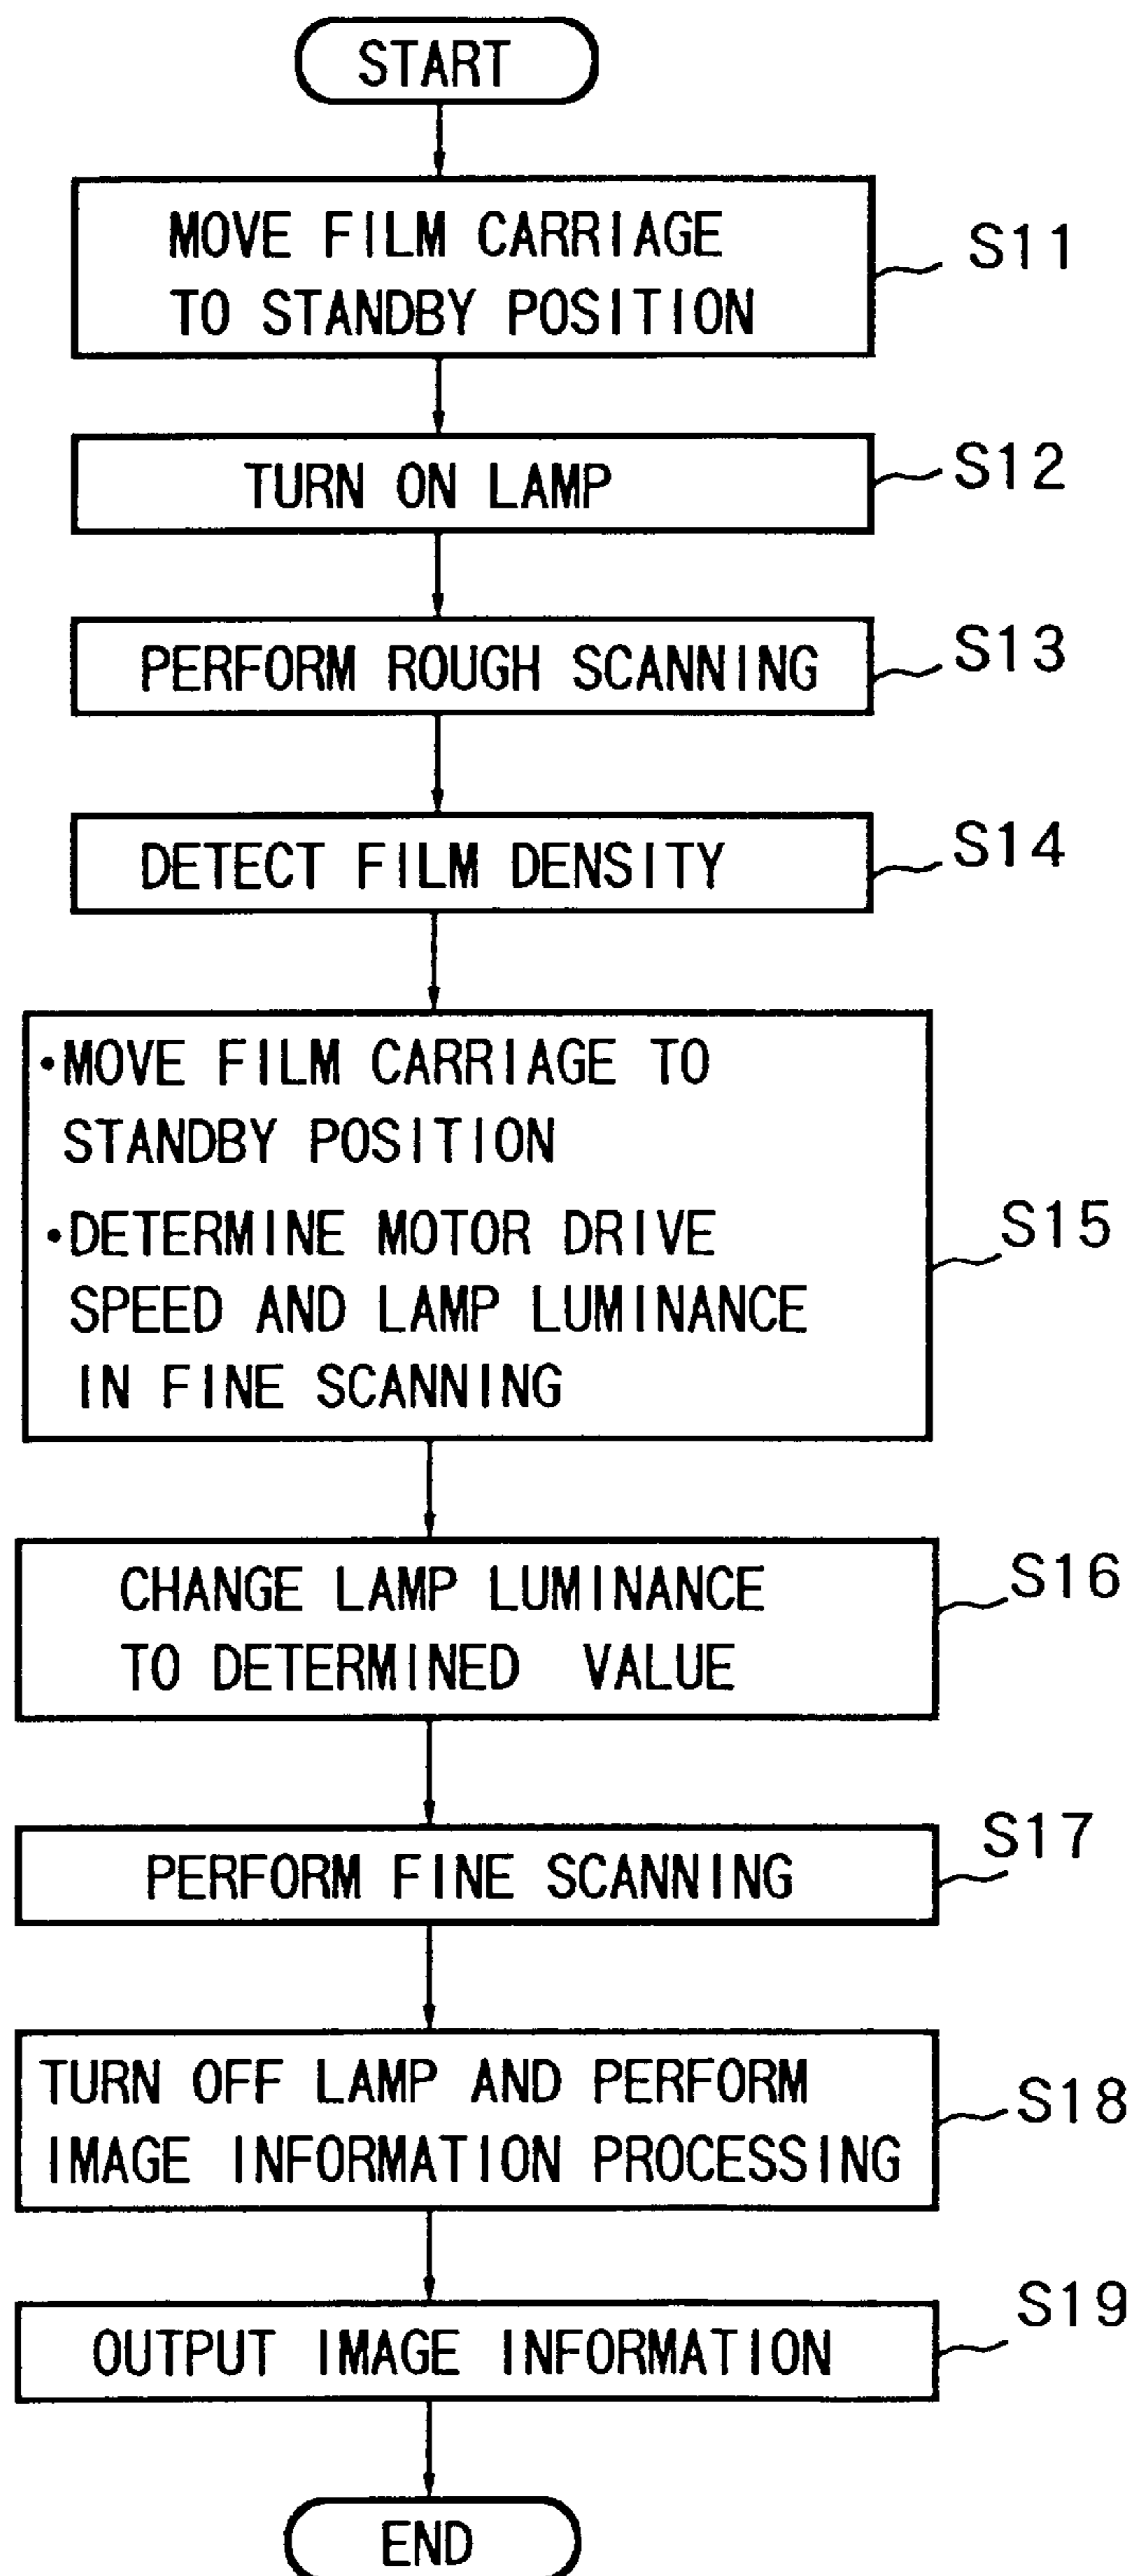 START
MOVE FILM CARRIAGE
TO STANDBY POSITION
S11
TURN ON LAMP
S12
PERFORM ROUGH SCANNING
S13
DETECT FILM DENSITY
S14
•MOVE FILM CARRIAGE TO
STANDBY POSITION
•DETERMINE MOTOR DRIVE
SPEED AND LAMP LUMINANCE
IN FINE SCANNING
S15
CHANGE LAMP LUMINANCE
TO DETERMINED VALUE
S16
PERFORM FINE SCANNING
S17
TURN OFF LAMP AND PERFORM
IMAGE INFORMATION PROCESSING
S18
OUTPUT IMAGE INFORMATION
S19
END